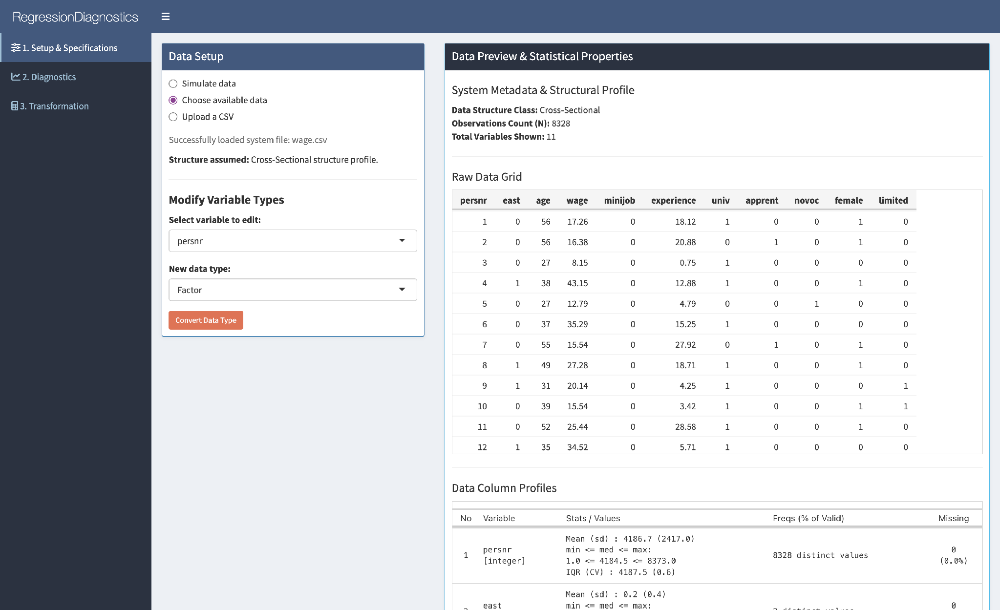 RegressionDiagnostics
1. Setup & Specifications
2. Diagnostics
3. Transformation
Data Setup
Simulate data
Choose available data
Upload a CSV
Successfully loaded system file: wage.csv
Structure assumed: Cross-Sectional structure profile.
Modify Variable Types
Select variable to edit:
persnr
New data type:
Factor
Convert Data Type
Data Preview & Statistical Properties
System Metadata & Structural Profile
Data Structure Class: Cross-Sectional
Observations Count (N): 8328
Total Variables Shown: 11
Raw Data Grid
persnr east age wage minijob experience univ apprent novoc female limited
1 0 56 17.26 0 18.12 1 0 0 1 0
2 0 56 16.38 0 20.88 0 1 0 1 0
3 0 27 8.15 0 0.75 1 0 0 0 0
4 1 38 43.15 0 12.88 1 0 0 1 0
5 0 27 12.79 0 4.79 0 0 1 0 0
6 0 37 35.29 0 15.25 1 0 0 0 0
7 0 55 15.54 0 27.92 0 1 0 1 0
8 1 49 27.28 0 18.71 1 0 0 1 0
9 1 31 20.14 0 4.25 1 0 0 0 1
10 0 39 15.54 0 3.42 1 0 0 1 1
11 0 52 25.44 0 28.58 1 0 0 1 0
12 1 35 34.52 0 5.71 1 0 0 0 0
Data Column Profiles
No Variable Stats / Values Freqs (% of Valid) Missing
1
persnr
[integer]
Mean (sd) : 4186.7 (2417.0)
min <= med <= max:
1.0 <= 4184.5 <= 8373.0
IQR (CV) : 4187.5 (0.6)
8328 distinct values
0
(0.0%)
east
Mean (sd) : 0.2 (0.4)
min <= med <= max:
0